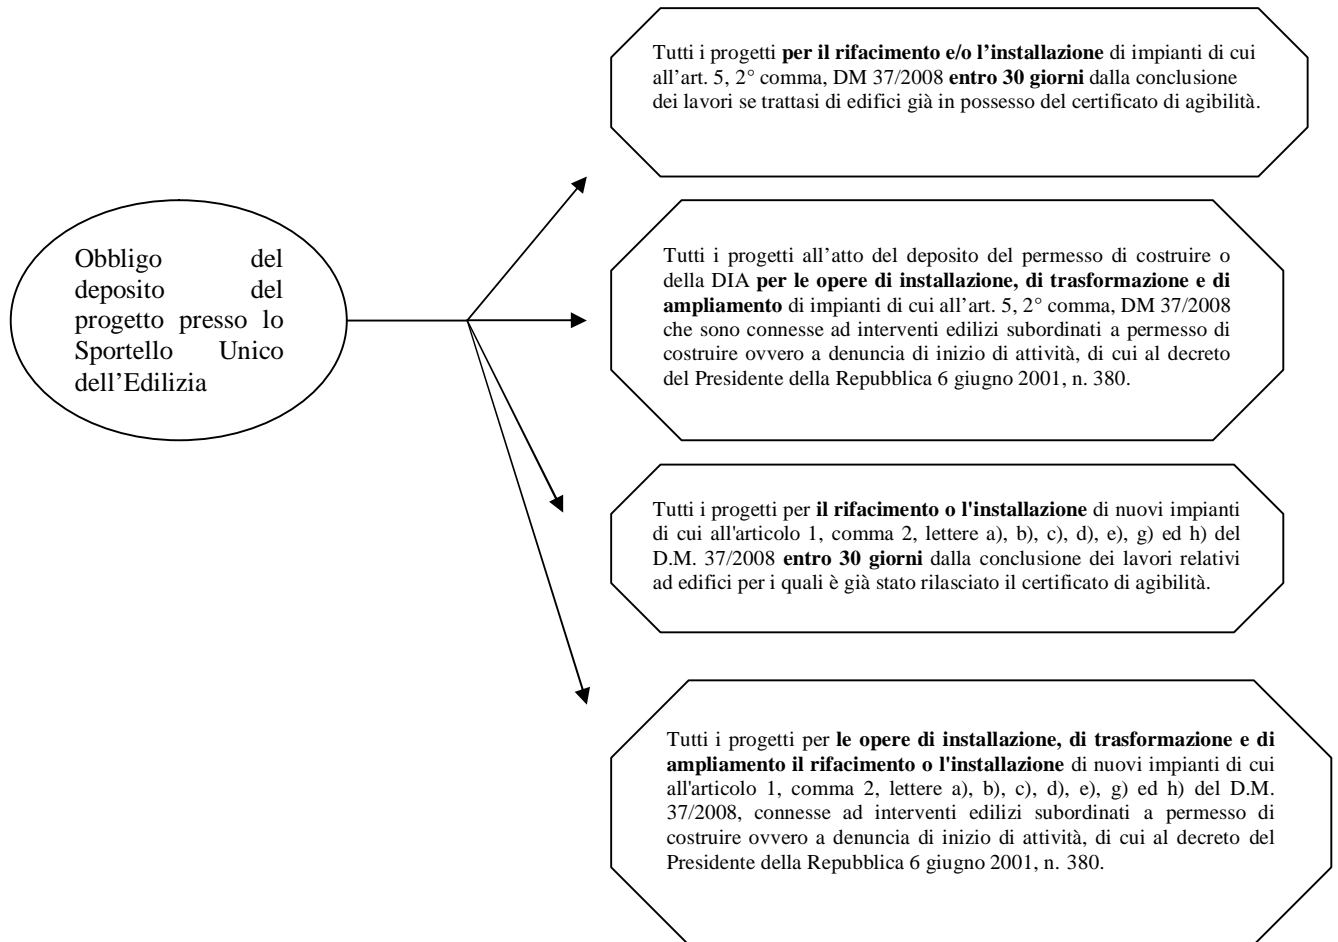 Obbligo del
deposito del
progetto presso lo
Sportello Unico
dell’Edilizia
Tutti i progetti per il rifacimento e/o l’installazione di impianti di cui
all’art. 5, 2° comma, DM 37/2008 entro 30 giorni dalla conclusione
dei lavori se trattasi di edifici già in possesso del certificato di agibilità.
Tutti i progetti all’atto del deposito del permesso di costruire o
della DIA per le opere di installazione, di trasformazione e di
ampliamento di impianti di cui all’art. 5, 2° comma, DM 37/2008
che sono connesse ad interventi edilizi subordinati a permesso di
costruire ovvero a denuncia di inizio di attività, di cui al decreto
del Presidente della Repubblica 6 giugno 2001, n. 380.
Tutti i progetti per il rifacimento o l'installazione di nuovi impianti
di cui all'articolo 1, comma 2, lettere a), b), c), d), e), g) ed h) del
D.M. 37/2008 entro 30 giorni dalla conclusione dei lavori relativi
ad edifici per i quali è già stato rilasciato il certificato di agibilità.
Tutti i progetti per le opere di installazione, di trasformazione e di
ampliamento il rifacimento o l'installazione di nuovi impianti di cui
all'articolo 1, comma 2, lettere a), b), c), d), e), g) ed h) del D.M.
37/2008, connesse ad interventi edilizi subordinati a permesso di
costruire ovvero a denuncia di inizio di attività, di cui al decreto del
Presidente della Repubblica 6 giugno 2001, n. 380.